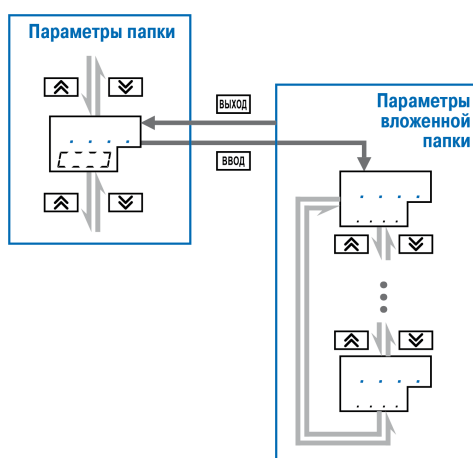 Параметры папки
ВЫХОД
ВВОД
Параметры
вложенной
папки